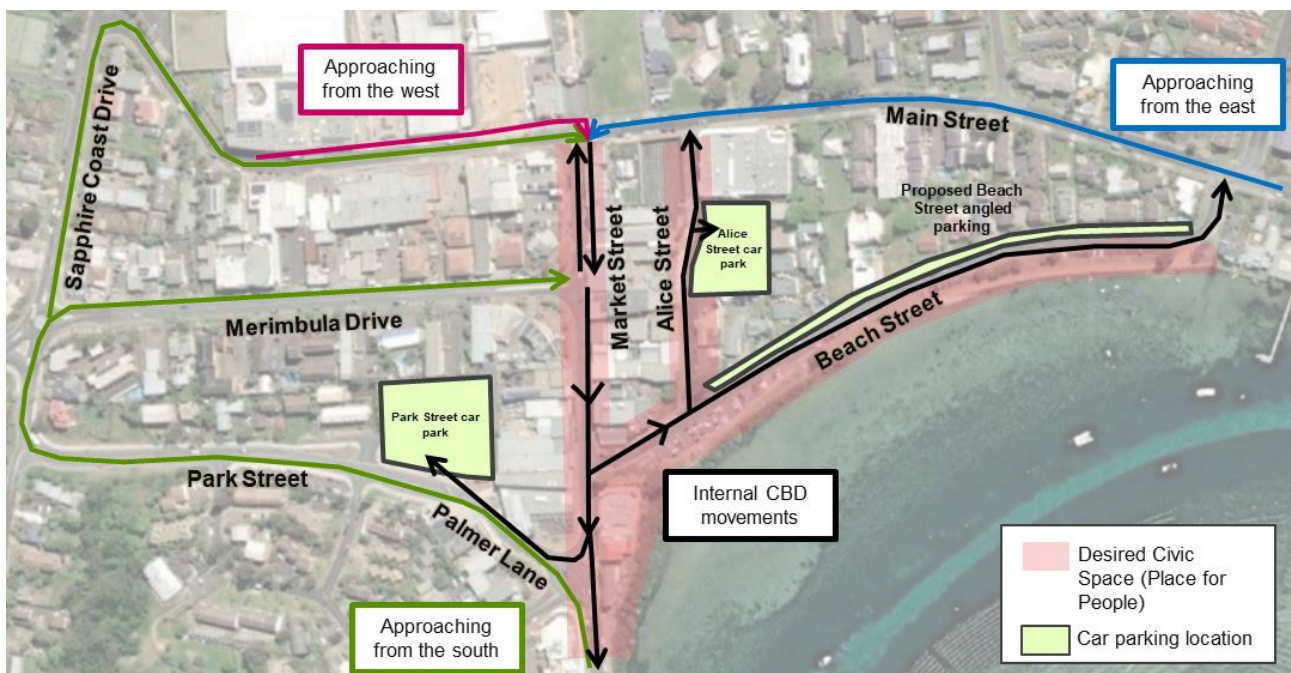 Approaching
from the west
Approaching
from the east
Main Street
Sapphire Coast Drive
Proposed Beach
Street angled
parking
Market Street
Alice Street
Alice
Street car
park
Merimbula Drive
Beach Street
Park Street car
park
Park Street
Palmer Lane
Internal CBD
movements
Approaching
from the south
Desired Civic
Space (Place for
People)
Car parking location